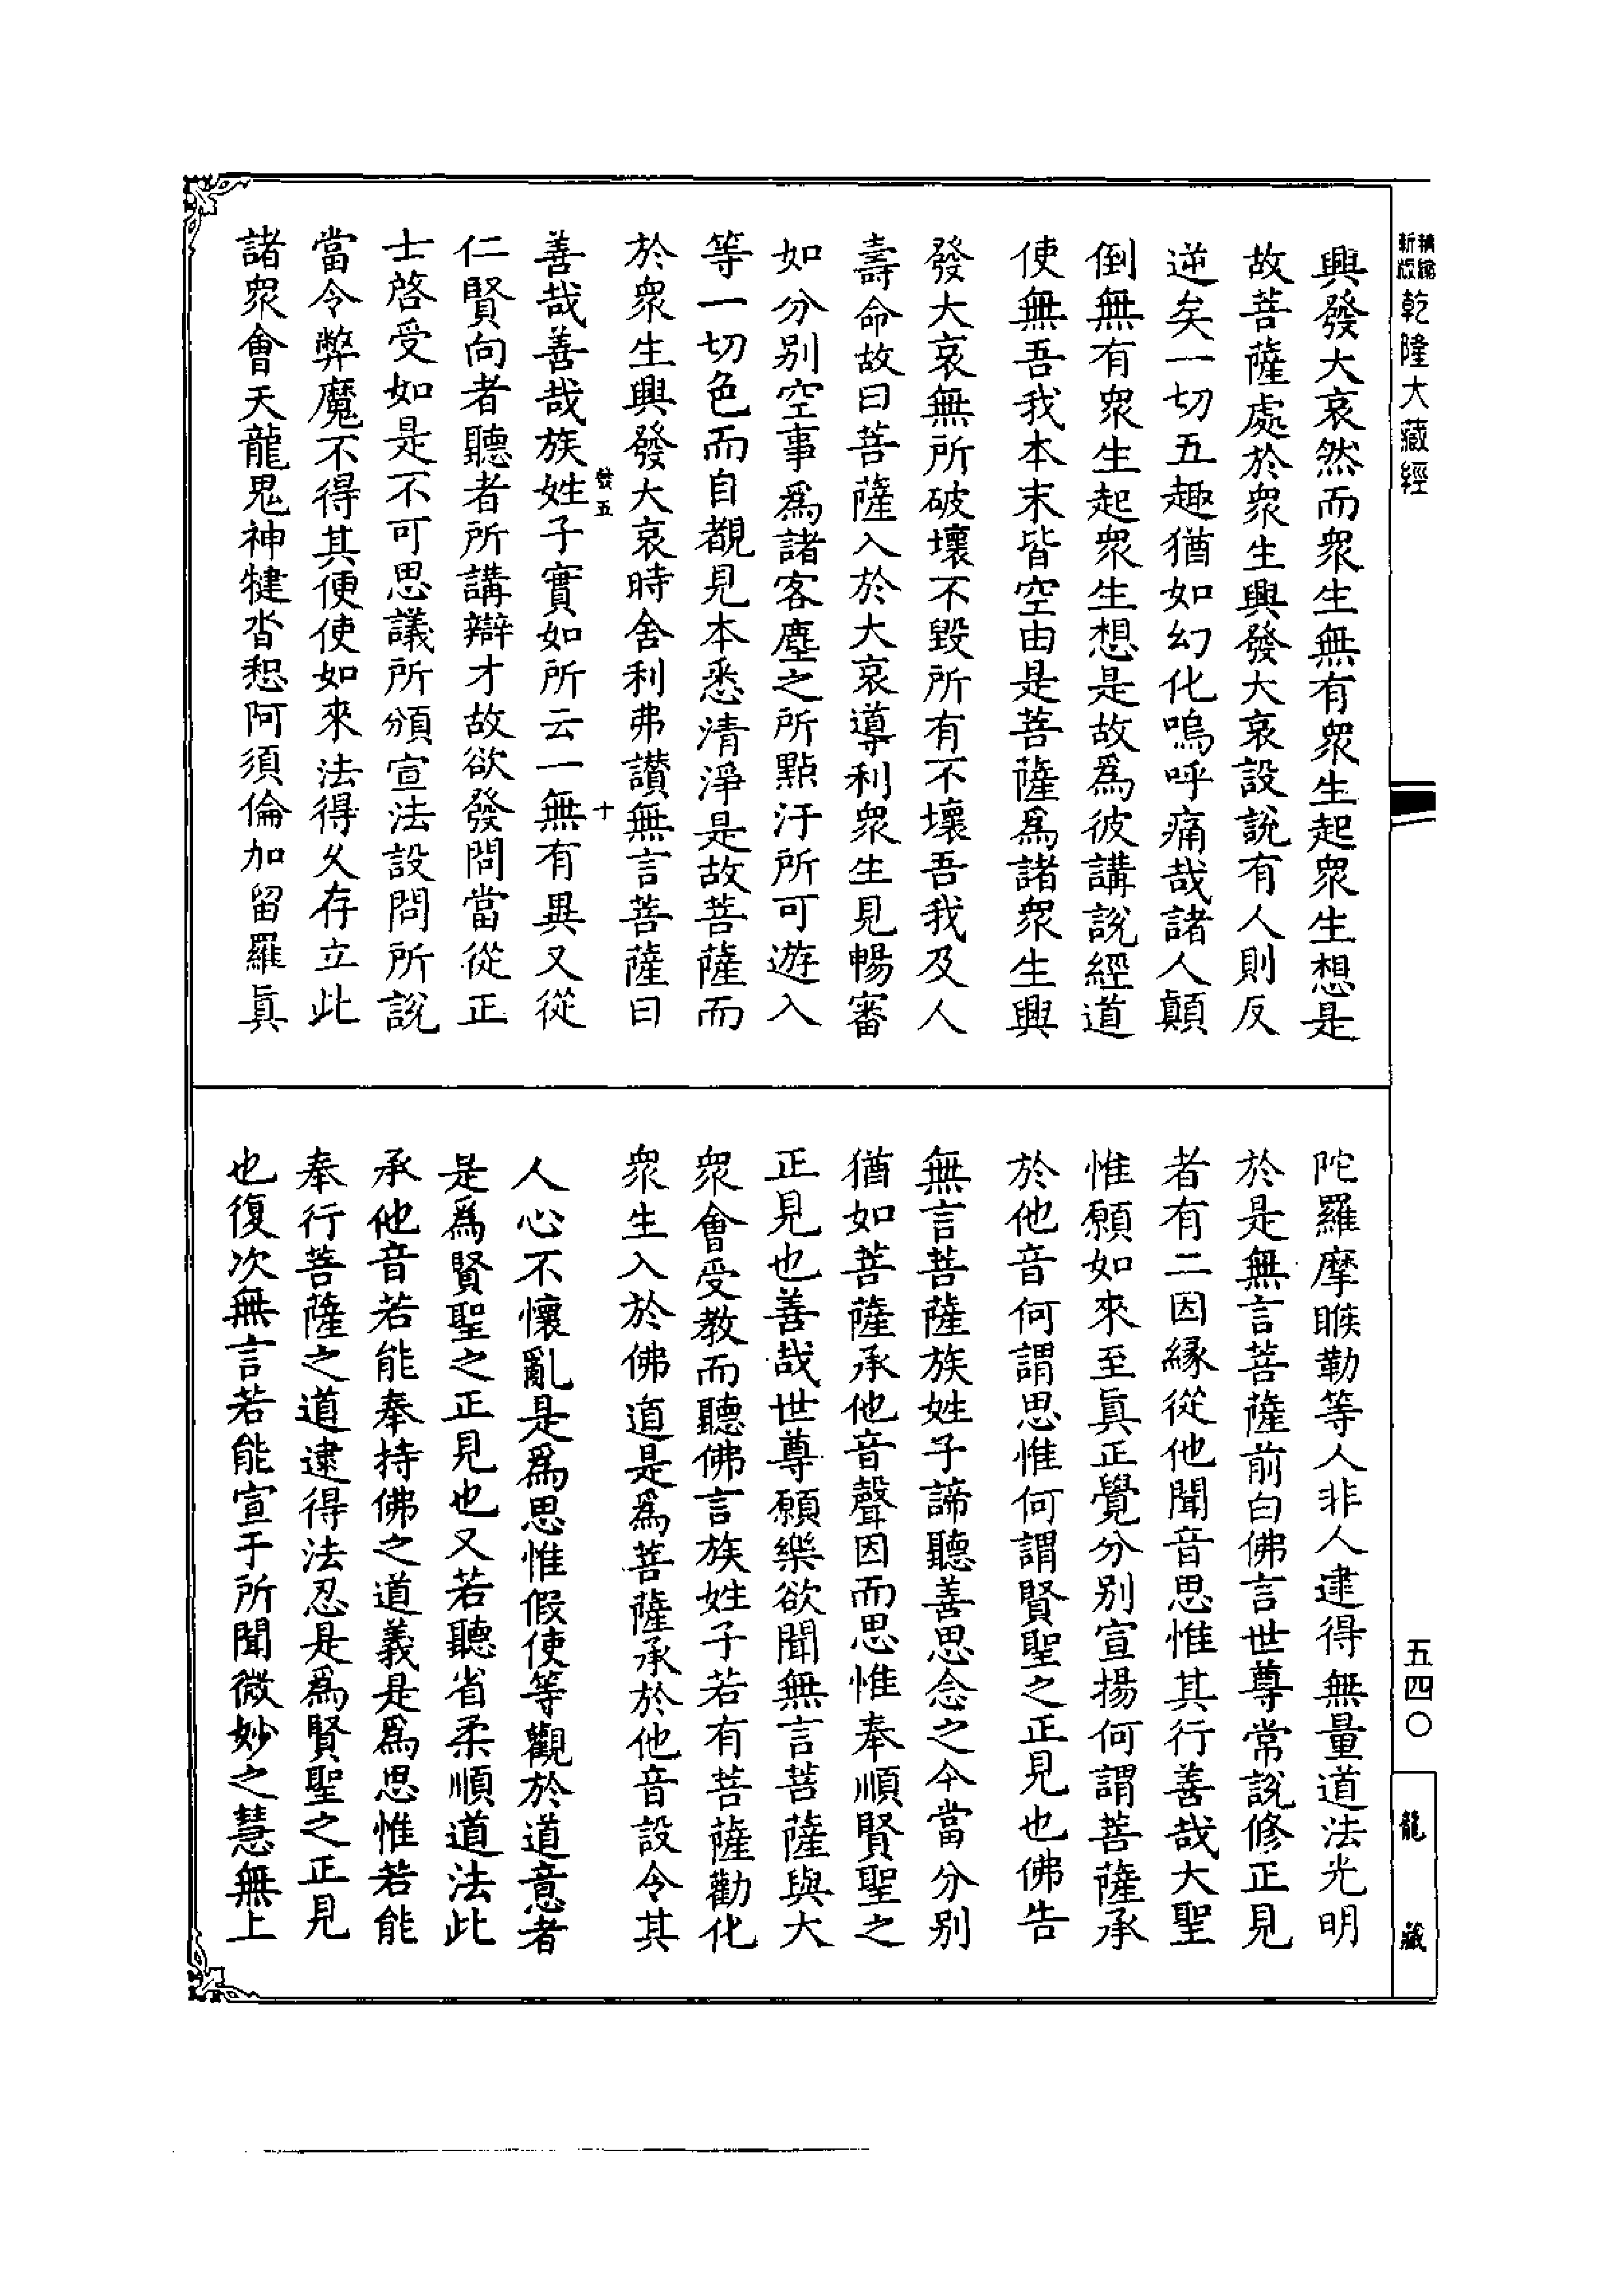 精縮新版乾隆大藏經
興發大哀然而衆生無有衆生起衆生想是
故菩薩處於衆生興發大哀設説有人則反
逆矣一切五趣猶如幻化嗚呼痛哉諸人顛
倒無有衆生起衆生想是故爲彼講説經道
使無吾我本末皆空由是菩薩爲諸衆生興
發大哀無所破壞不毀所有不壞吾我及人
壽命故曰菩薩入於大哀導利衆生見暢審
如分别空事爲諸客塵之所點汙所可遊入
等一切色而自覩見本悉清淨是故菩薩而
於衆生興發大哀時舍利弗讃無言菩薩曰
發五 十
善哉善哉族姓子實如所云一無有異又從
仁賢向者聽者所講辯才故欲發問當從正
士啓受如是不可思議所頒宣法設問所説
當令弊魔不得其便使如來法得久存立此
諸衆會天龍鬼神犍沓惒阿須倫加留羅眞
陀羅摩睺勒等人非人逮得無量道法光明
於是無言菩薩前白佛言世尊常説修正見
者有二因縁從他聞音思惟其行善哉大聖
惟願如來至眞正覺分别宣揚何謂菩薩承
於他音何謂思惟何謂賢聖之正見也佛告
無言菩薩族姓子諦聽善思念之今當分别
猶如菩薩承他音聲因而思惟奉順賢聖之
正見也善哉世尊願樂欲聞無言菩薩與大
衆會受教而聽佛言族姓子若有菩薩勸化
衆生入於佛道是爲菩薩承於他音設令其
人心不懷亂是爲思惟假使等觀於道意者
是爲賢聖之正見也又若聽省柔順道法此
承他音若能奉持佛之道義是爲思惟若能
奉行菩薩之道逮得法忍是爲賢聖之正見
也復次無言若能宣于所聞微妙之慧無上
五四〇
龍藏